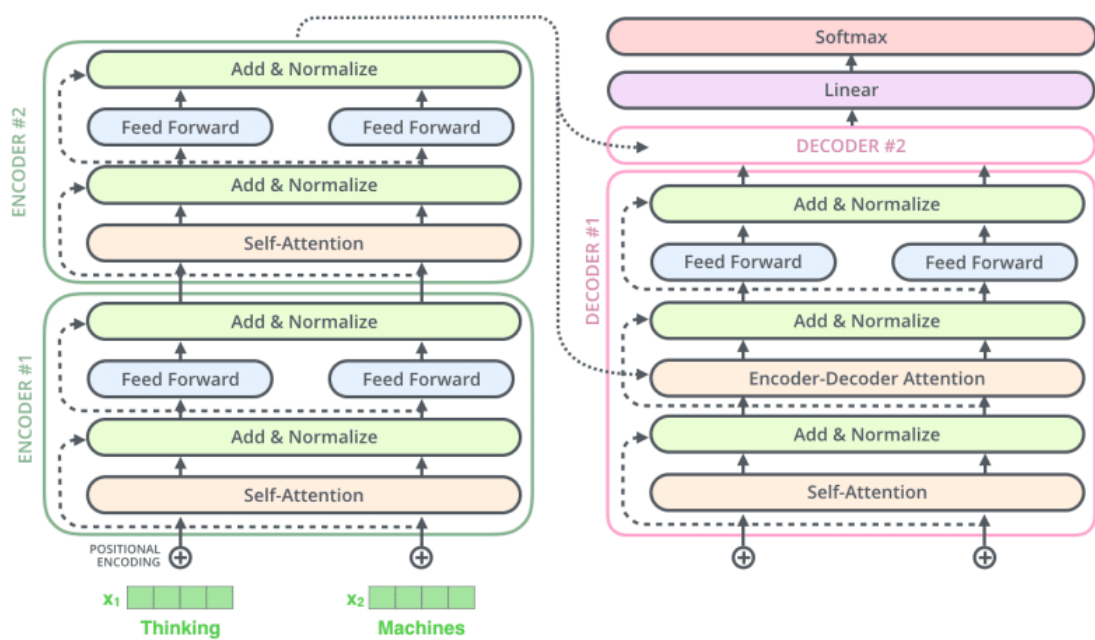 ENCODER #2
Add & Normalize
Feed Forward
Feed Forward
Add & Normalize
Self-Attention
ENCODER #1
Add & Normalize
Feed Forward
Feed Forward
Add & Normalize
Self-Attention
POSITIONAL
ENCODING
x1
x2
Thinking
Machines
Softmax
Linear
DECODER #2
DECODER #1
Add & Normalize
Feed Forward
Feed Forward
Add & Normalize
Encoder-Decoder Attention
Add & Normalize
Self-Attention